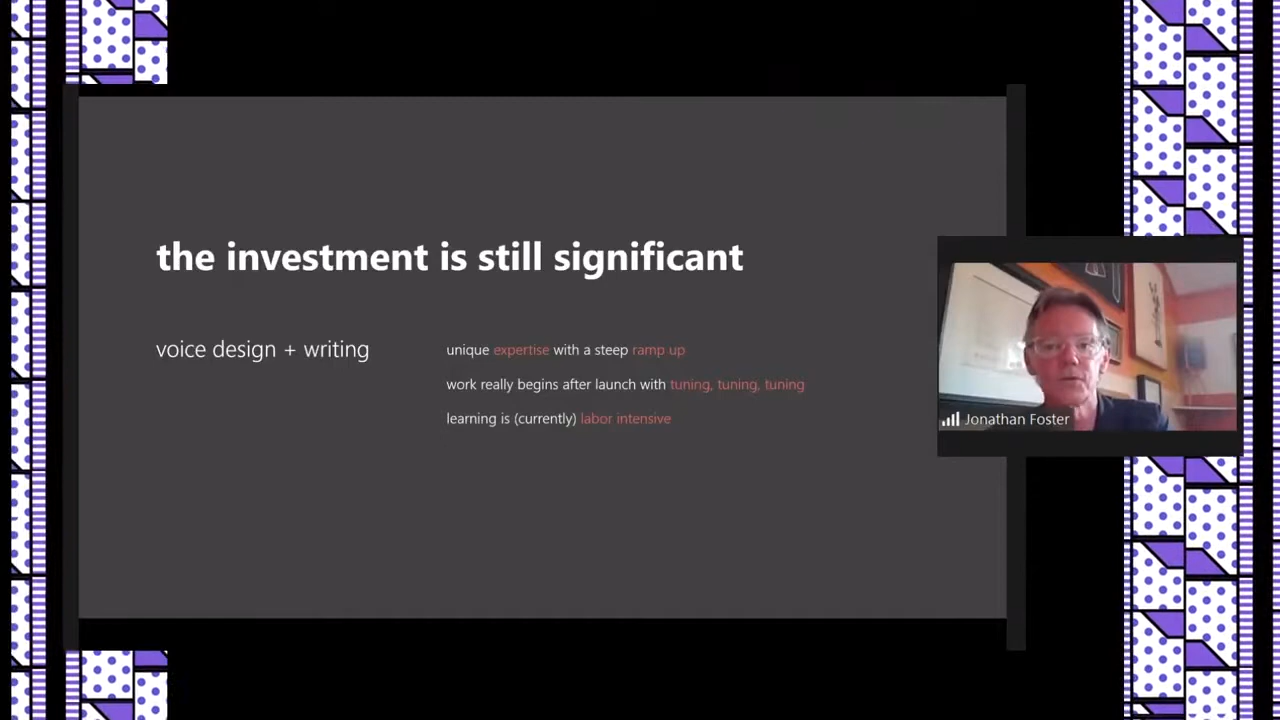 the investment is still significant
voice design + writing
unique expertise with a steep ramp up
work really begins after launch with tuning, tuning, tuning
learning is (currently) labor intensive
Jonathan Foster